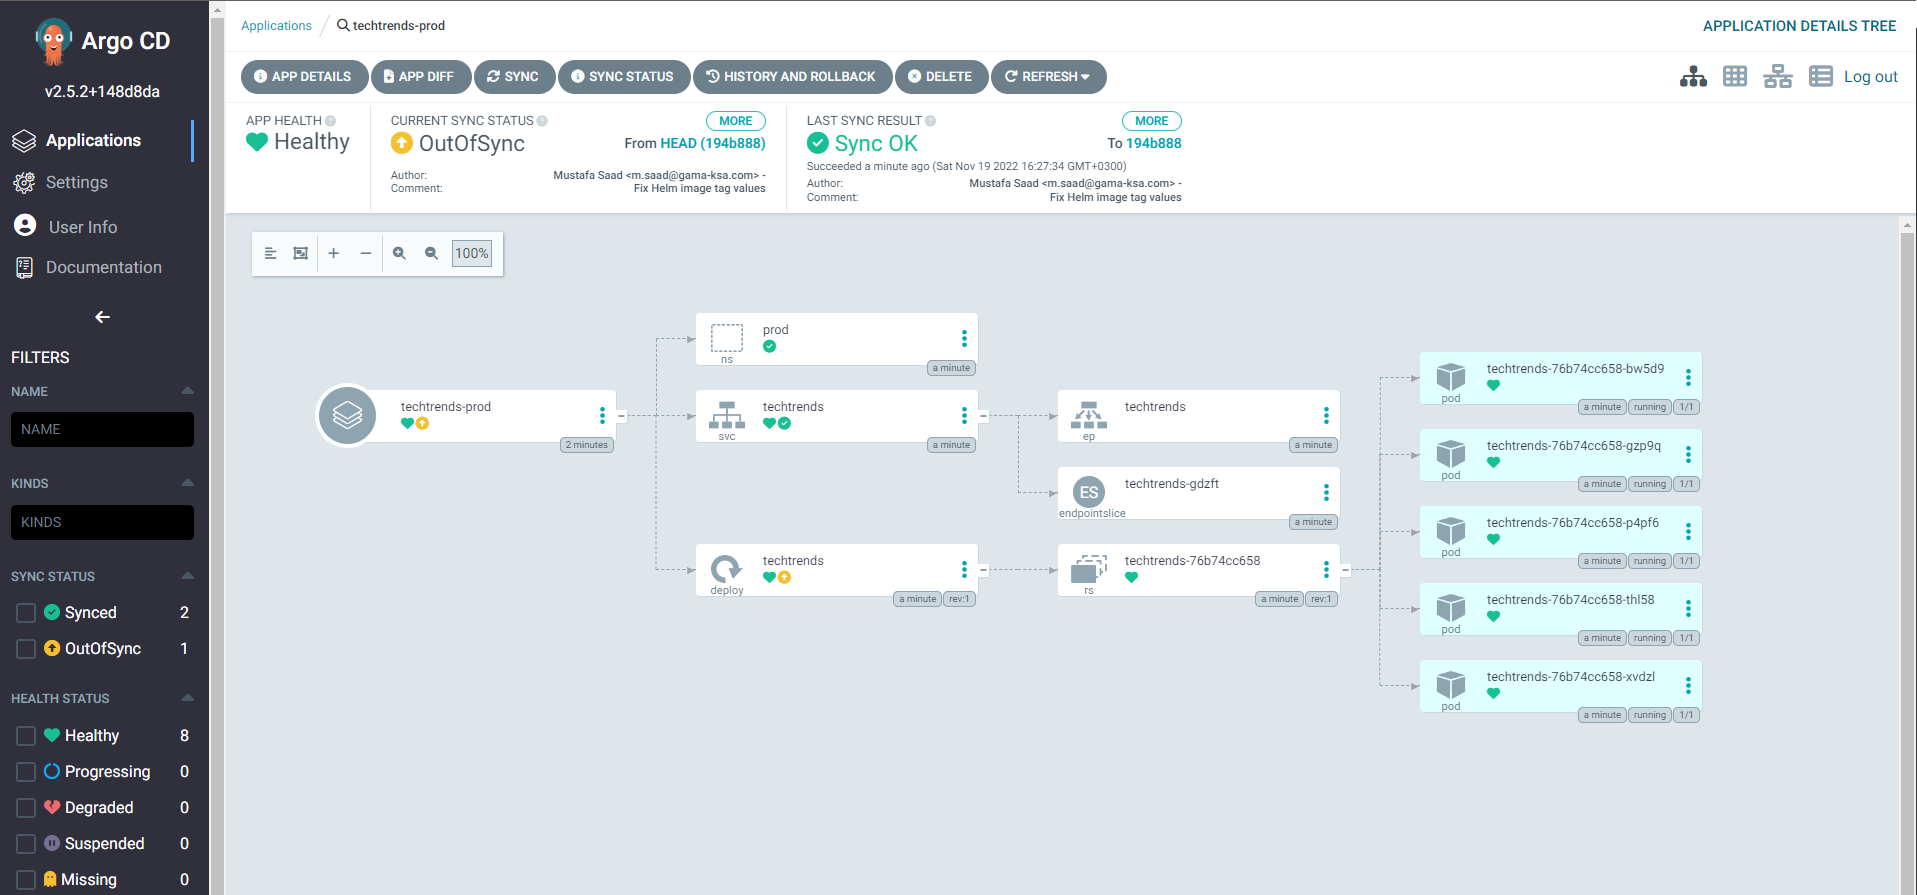 Argo CD
v2.5.2+148d8da
Applications
Settings
User Info
Documentation
FILTERS
NAME
NAME
KINDS
KINDS
SYNC STATUS
Synced 2
OutOfSync 1
HEALTH STATUS
Healthy 8
Progressing 0
Degraded 0
Suspended 0
Missing 0
Applications / techtrends-prod
APPLICATION DETAILS TREE
APP DETAILS APP DIFF SYNC SYNC STATUS HISTORY AND ROLLBACK DELETE REFRESH
Log out
APP HEALTH
Healthy
CURRENT SYNC STATUS MORE
OutOfSync From HEAD (194b888)
Author: Mustafa Saad <m.saad@gama-ksa.com> -
Comment: Fix Helm image tag values
LAST SYNC RESULT MORE
Sync OK To 194b888
Succeeded a minute ago (Sat Nov 19 2022 16:27:34 GMT+0300)
Author: Mustafa Saad <m.saad@gama-ksa.com> -
Comment: Fix Helm image tag values
100%
techtrends-prod
2 minutes
prod
ns
a minute
techtrends
svc
a minute
techtrends
deploy
a minute rev:1
techtrends
ep
a minute
ES
techtrends-gdzft
endpointslice
a minute
techtrends-76b74cc658
rs
a minute rev:1
techtrends-76b74cc658-bw5d9
pod
a minute running 1/1
techtrends-76b74cc658-gzp9q
pod
a minute running 1/1
techtrends-76b74cc658-p4pf6
pod
a minute running 1/1
techtrends-76b74cc658-thl58
pod
a minute running 1/1
techtrends-76b74cc658-xvdzl
pod
a minute running 1/1